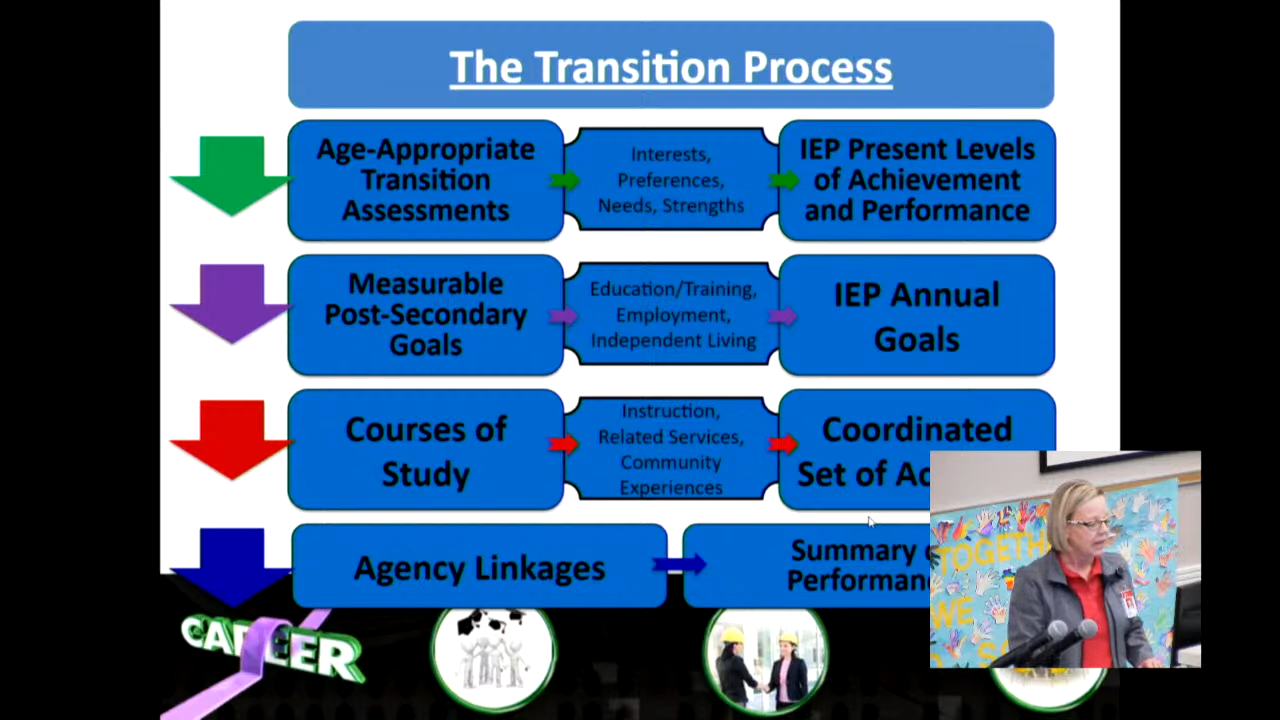 The Transition Process
Age-Appropriate
Transition
Assessments
Interests,
Preferences,
Needs, Strengths
IEP Present Levels
of Achievement
and Performance
Measurable
Post-Secondary
Goals
Education/Training,
Employment,
Independent Living
IEP Annual
Goals
Courses of
Study
Instruction,
Related Services,
Community
Experiences
Coordinated
Set of
Agency Linkages
Summary
CAREER
TOGETH
WE